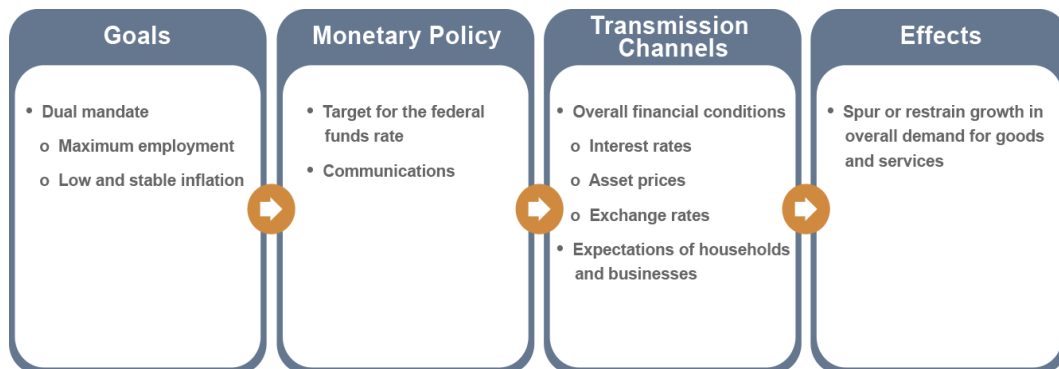 Goals
• Dual mandate
o Maximum employment
o Low and stable inflation
Monetary Policy
• Target for the federal
funds rate
• Communications
Transmission
Channels
• Overall financial conditions
o Interest rates
o Asset prices
o Exchange rates
• Expectations of households
and businesses
Effects
• Spur or restrain growth in
overall demand for goods
and services